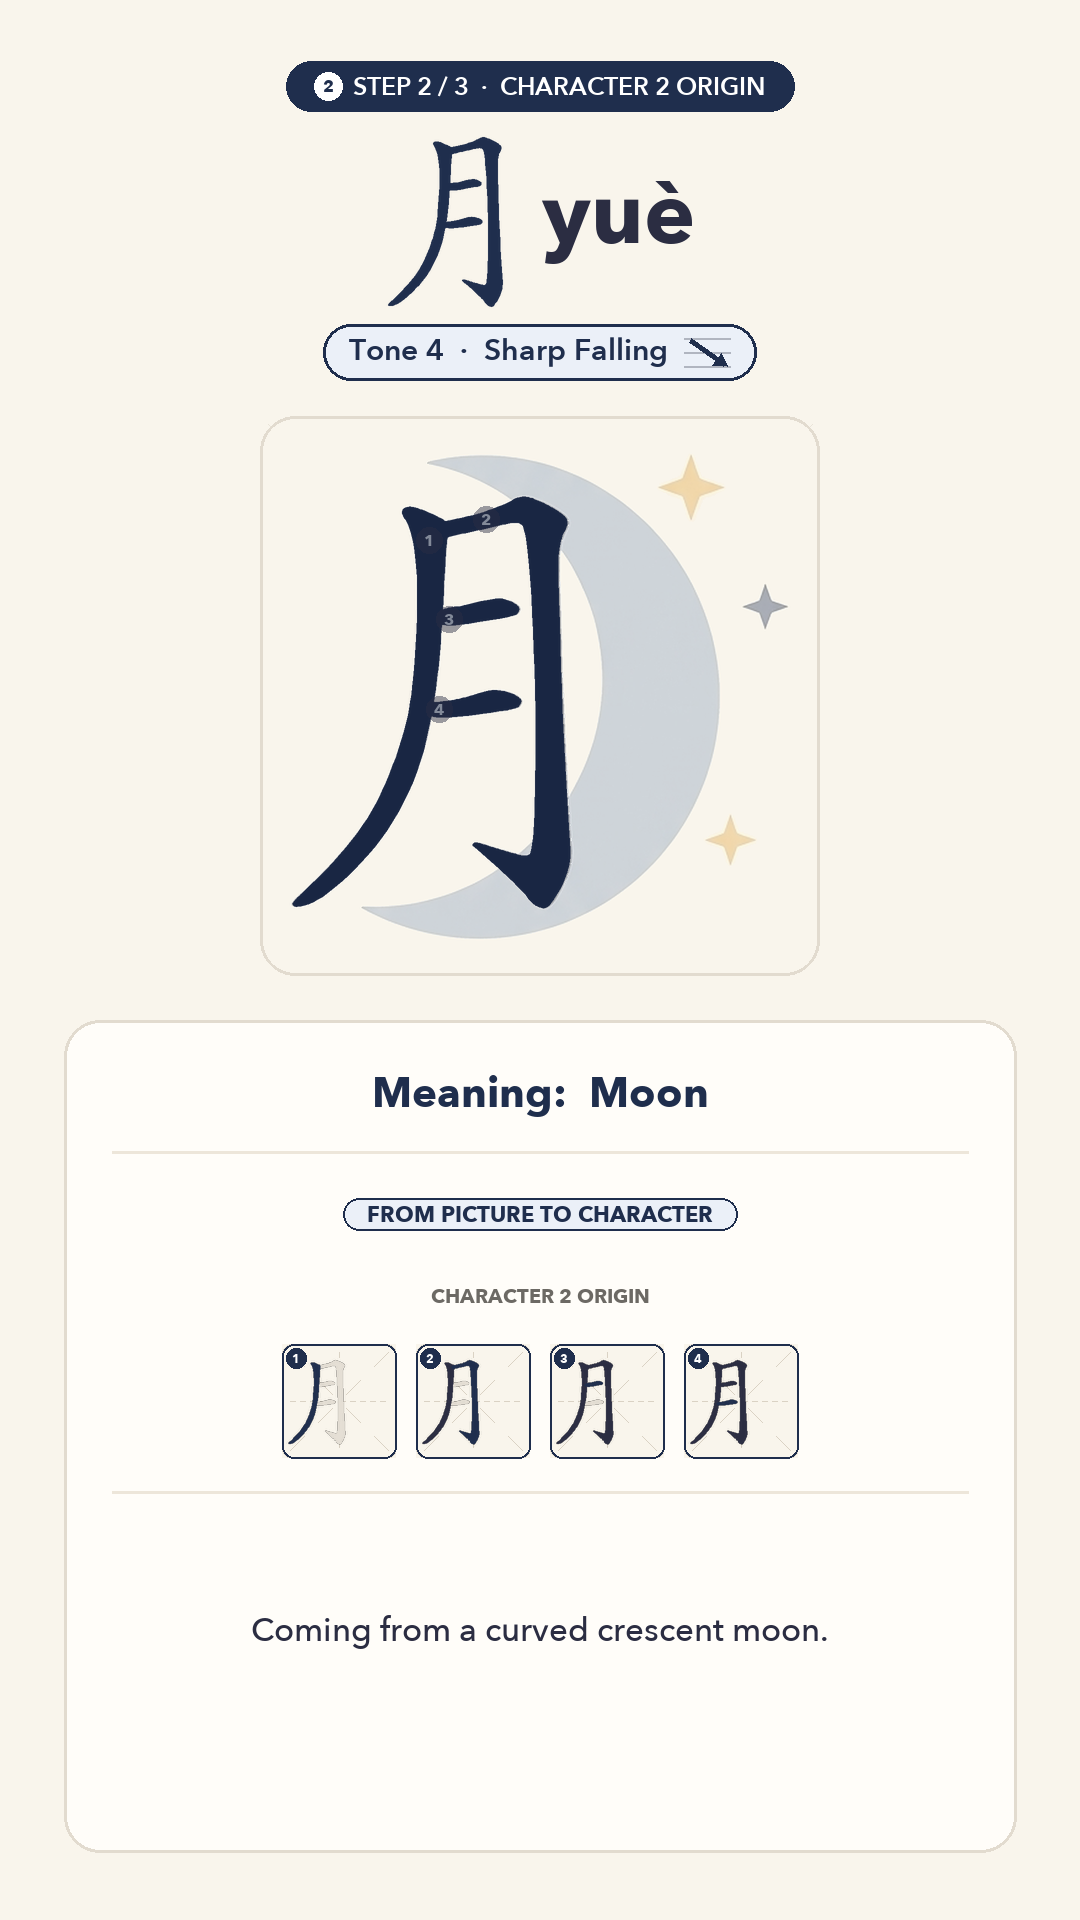 2 STEP 2 / 3 · CHARACTER 2 ORIGIN
月 yuè
Tone 4 · Sharp Falling
月
1
2
3
4
Meaning: Moon
FROM PICTURE TO CHARACTER
CHARACTER 2 ORIGIN
1 月 2 月 3 月 4 月
Coming from a curved crescent moon.